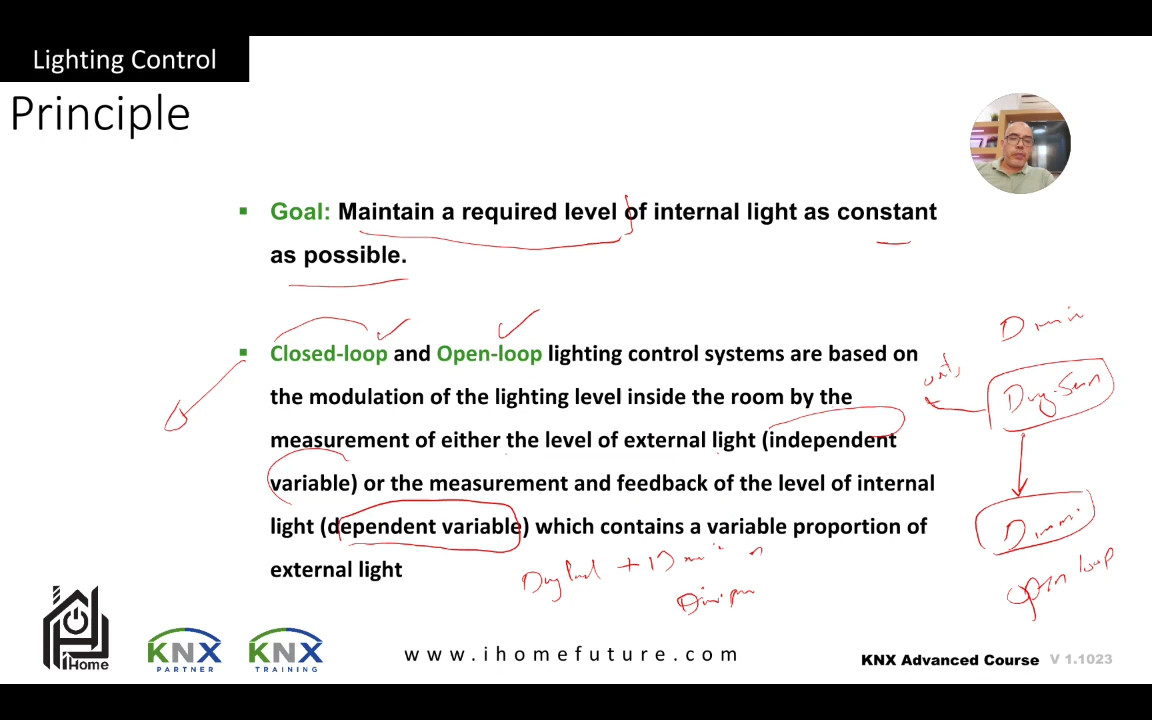 Lighting Control
Principle
▪ Goal: Maintain a required level of internal light as constant
as possible.
▪ Closed-loop and Open-loop lighting control systems are based on
the modulation of the lighting level inside the room by the
measurement of either the level of external light (independent
variable) or the measurement and feedback of the level of internal
light (dependent variable) which contains a variable proportion of
external light
open loop
iHome
KNX
PARTNER
KNX
TRAINING
www.ihomefuture.com
KNX Advanced Course V 1.1023